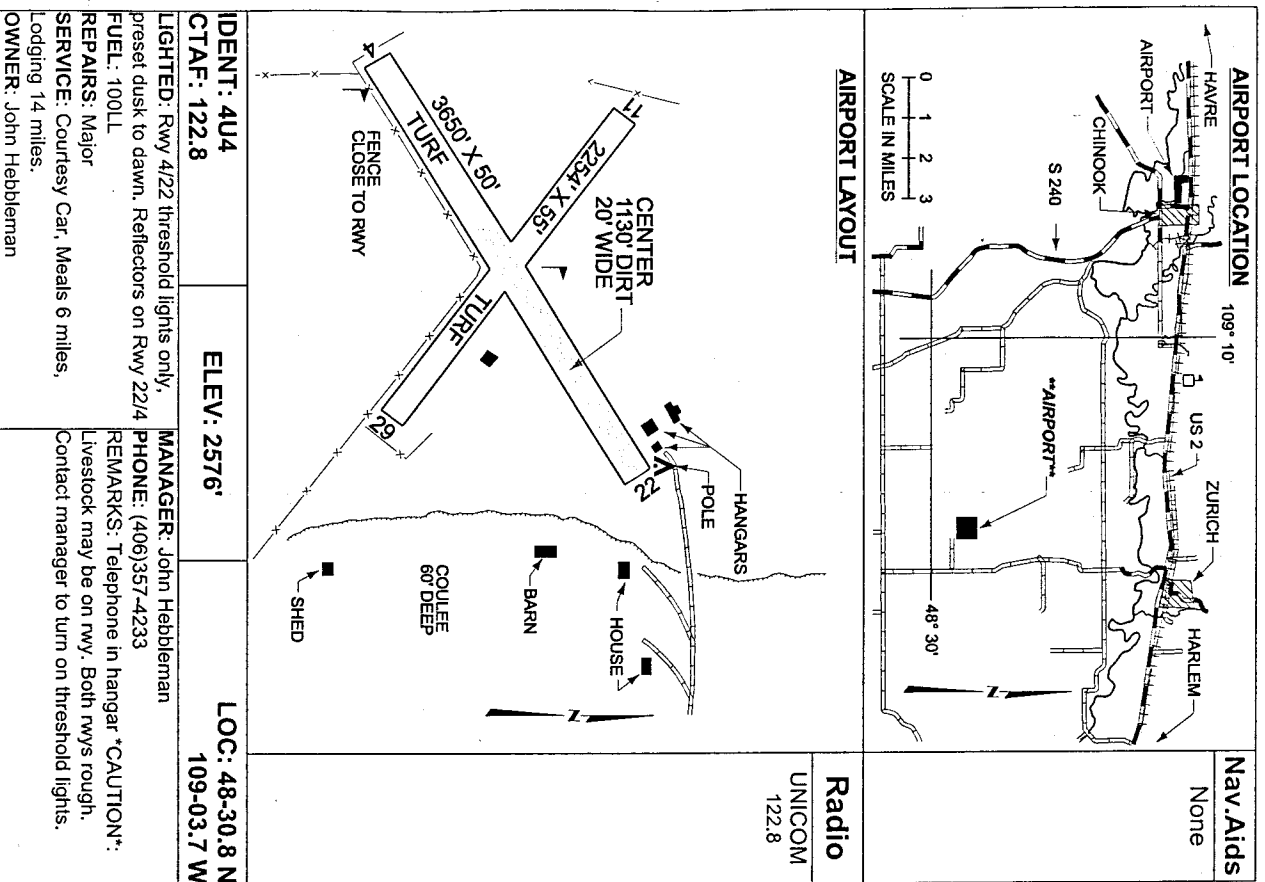 AIRPORT LOCATION
109° 10'
Nav.Aids
None
HAVRE
AIRPORT
CHINOOK
S 240
1
US 2
ZURICH
HARLEM
**AIRPORT**
48° 30'
N
0 1 2 3
SCALE IN MILES
AIRPORT LAYOUT
Radio
UNICOM
122.8
HANGARS
POLE
22
HOUSE
BARN
COULEE
60' DEEP
SHED
CENTER
1130' DIRT
20' WIDE
11
2254' X 55'
3650' X 50'
TURF
TURF
4
29
FENCE
CLOSE TO RWY
N
IDENT: 4U4
CTAF: 122.8
ELEV: 2576'
LOC: 48-30.8 N
109-03.7 W
LIGHTED: Rwy 4/22 threshold lights only,
preset dusk to dawn. Reflectors on Rwy 22/4
FUEL: 100LL
REPAIRS: Major
SERVICE: Courtesy Car, Meals 6 miles,
Lodging 14 miles.
OWNER: John Hebbleman
MANAGER: John Hebbleman
PHONE: (406)357-4233
REMARKS: Telephone in hangar *CAUTION*:
Livestock may be on rwy. Both rwys rough.
Contact manager to turn on threshold lights.